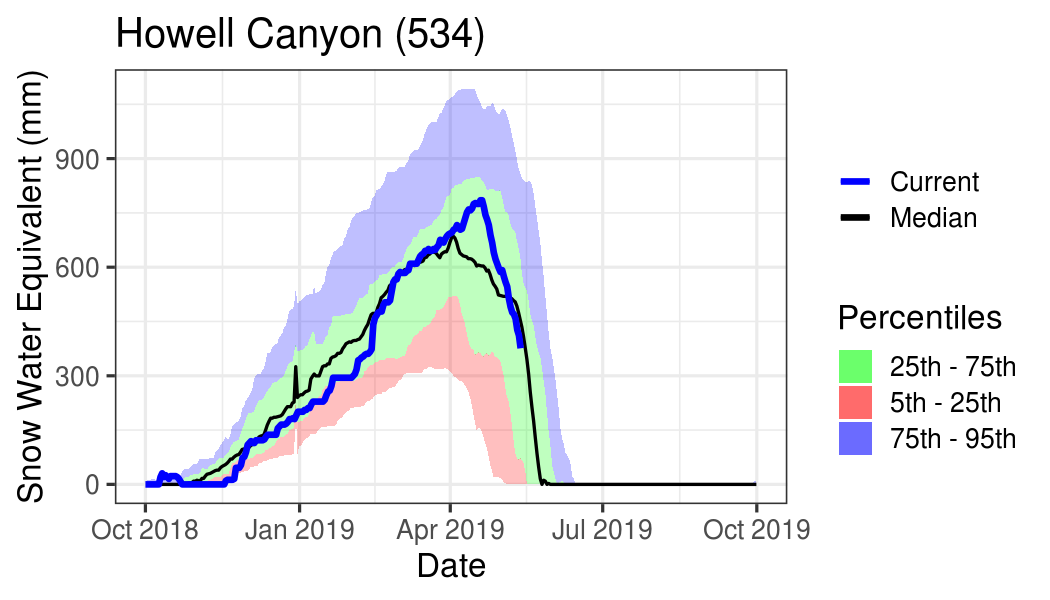 Howell Canyon (534)
Snow Water Equivalent (mm)
900
600
300
0
Oct 2018
Jan 2019
Apr 2019
Jul 2019
Oct 2019
Date
Current
Median
Percentiles
25th - 75th
5th - 25th
75th - 95th